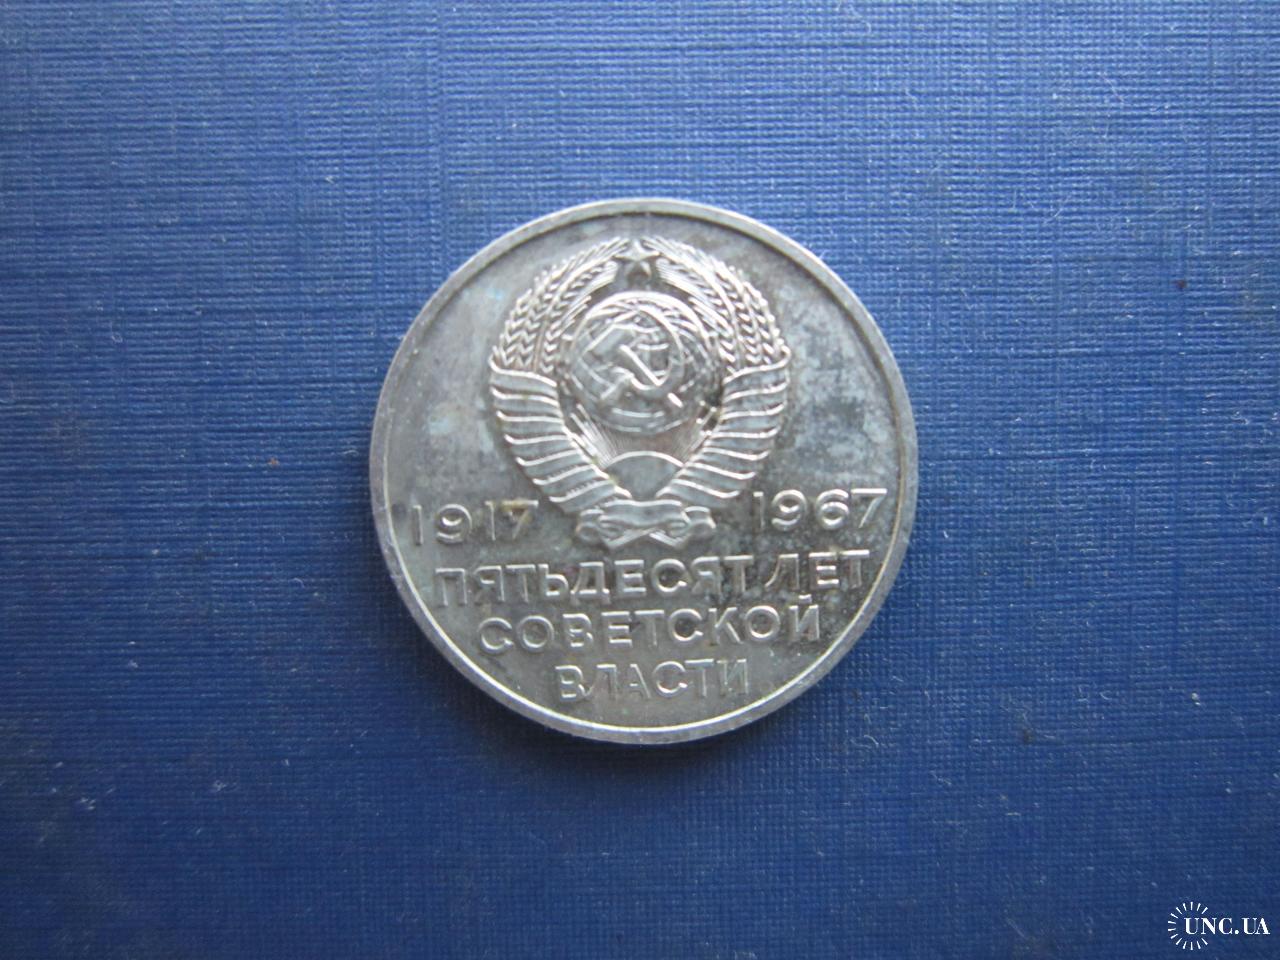 1917 1967
ПЯТЬДЕСЯТ ЛЕТ
СОВЕТСКОЙ
ВЛАСТИ
UNC.UA